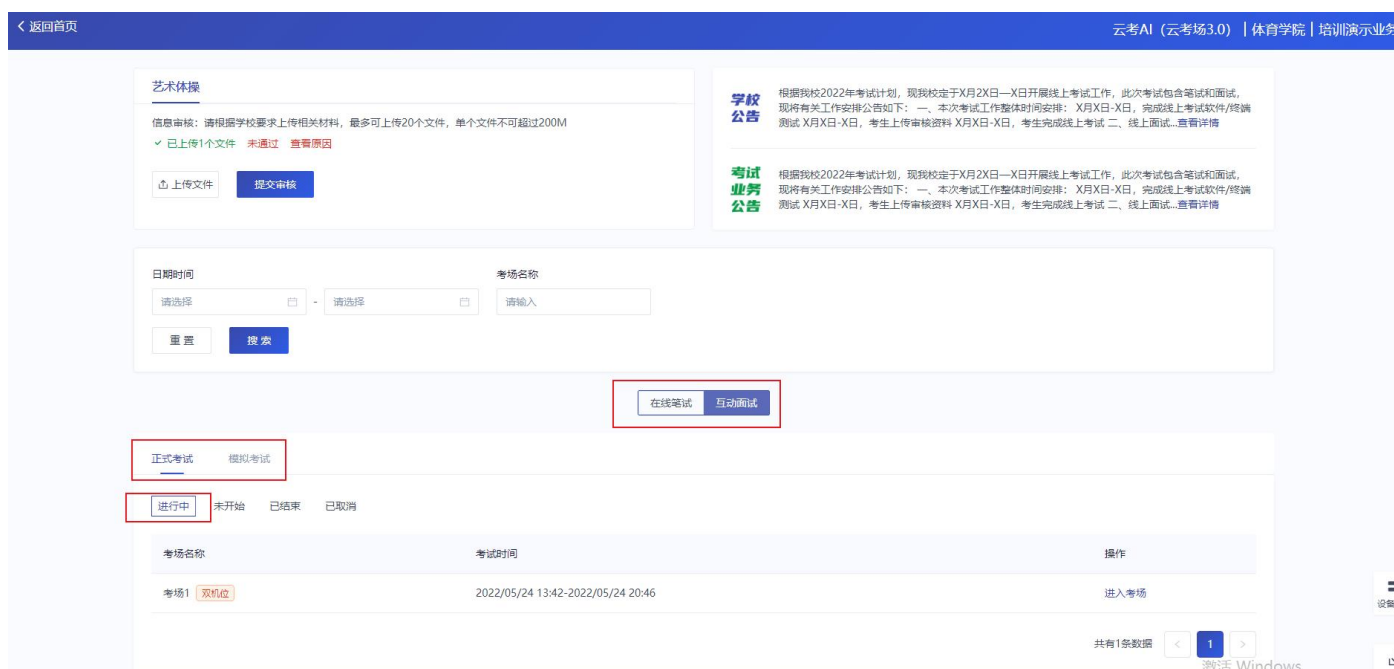 返回首页
云考AI（云考场3.0）｜体育学院｜培训演示业务
艺术体操
信息审核：请根据学校要求上传相关材料，最多可上传20个文件，单个文件不可超过200M
已上传1个文件 未通过 查看原因
上传文件 提交审核
学校
公告
根据我校2022年考试计划，现我校定于X月2X日—X日开展线上考试工作，此次考试包含笔试和面试，
现将有关工作安排公告如下： 一、本次考试工作整体时间安排： X月X日-X日，完成线上考试软件/终端
测试 X月X日-X日，考生上传审核资料 X月X日-X日，考生完成线上考试 二、线上面试...查看详情
考试
业务
公告
根据我校2022年考试计划，现我校定于X月2X日—X日开展线上考试工作，此次考试包含笔试和面试，
现将有关工作安排公告如下： 一、本次考试工作整体时间安排： X月X日-X日，完成线上考试软件/终端
测试 X月X日-X日，考生上传审核资料 X月X日-X日，考生完成线上考试 二、线上面试...查看详情
日期时间 考场名称
请选择 - 请选择 请输入
重置 搜索
在线笔试 互动面试
正式考试 模拟考试
进行中 未开始 已结束 已取消
考场名称 考试时间 操作
考场1 双机位 2022/05/24 13:42-2022/05/24 20:46 进入考场
设备
共有1条数据 < 1 >
激活 Windows